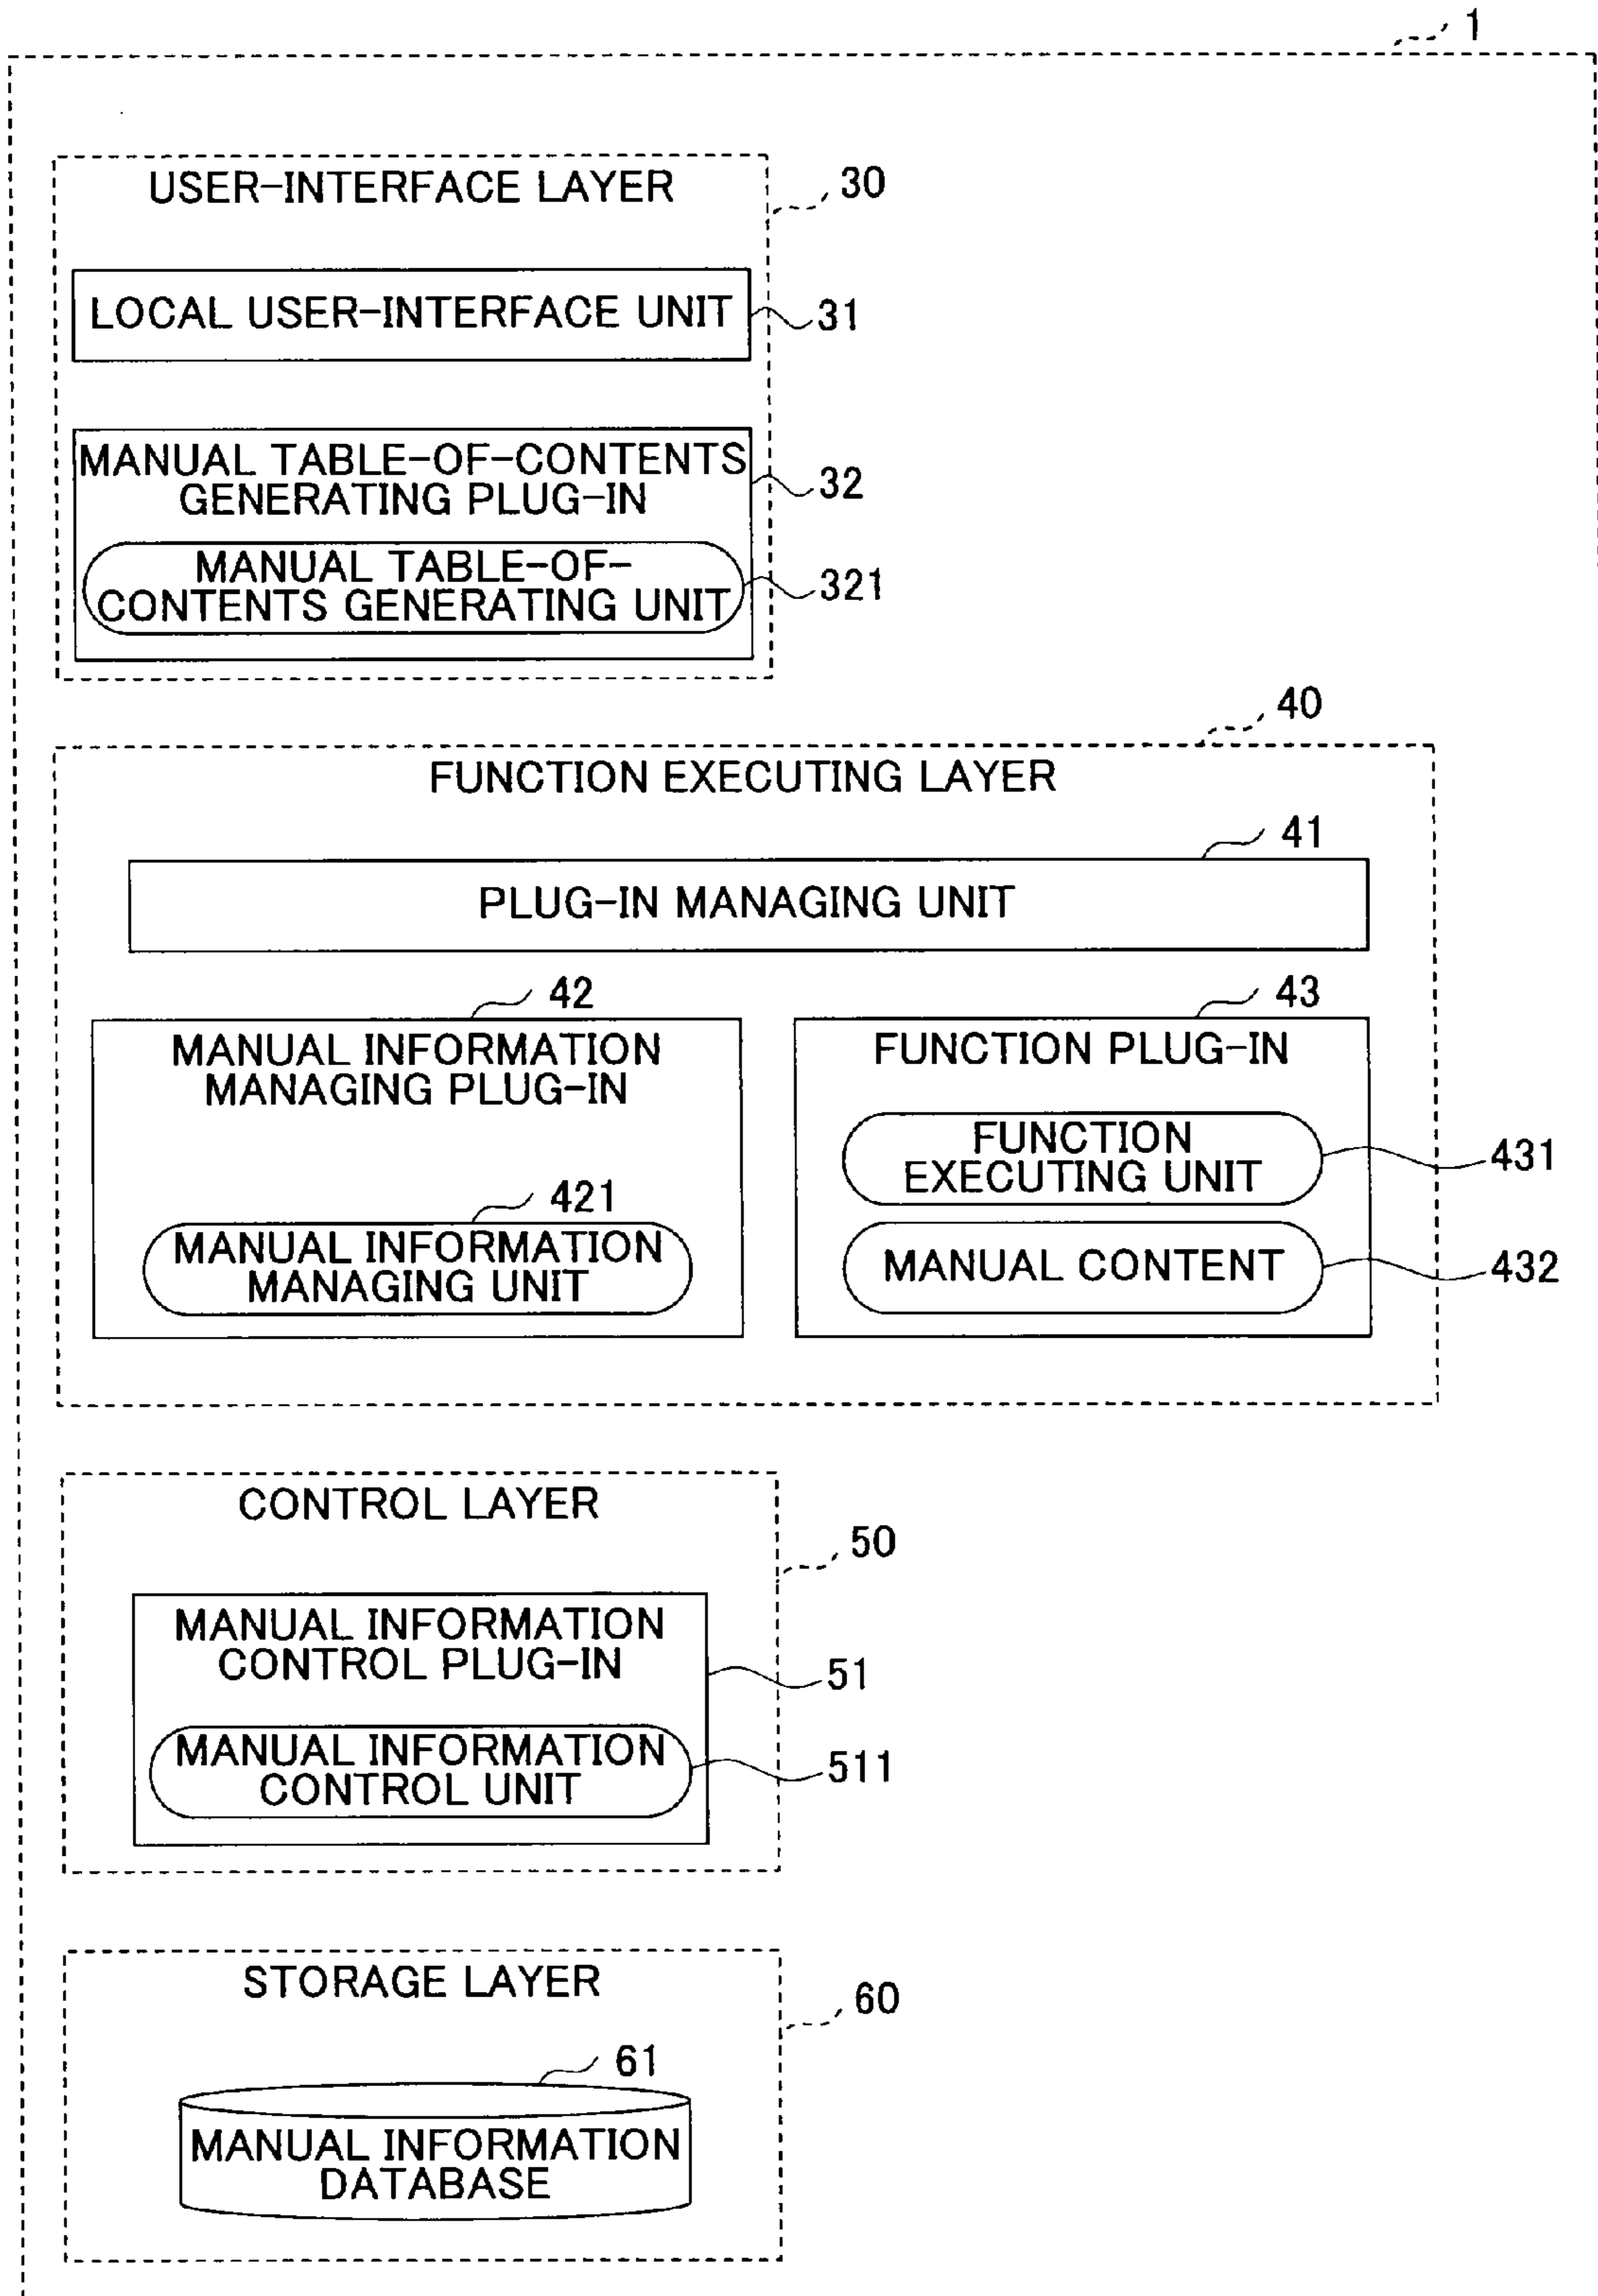 1
USER-INTERFACE LAYER
30
LOCAL USER-INTERFACE UNIT
31
MANUAL TABLE-OF-CONTENTS
GENERATING PLUG-IN
32
MANUAL TABLE-OF-
CONTENTS GENERATING UNIT
321
40
FUNCTION EXECUTING LAYER
41
PLUG-IN MANAGING UNIT
42
MANUAL INFORMATION
MANAGING PLUG-IN
421
MANUAL INFORMATION
MANAGING UNIT
43
FUNCTION PLUG-IN
FUNCTION
EXECUTING UNIT
431
MANUAL CONTENT
432
CONTROL LAYER
50
MANUAL INFORMATION
CONTROL PLUG-IN
51
MANUAL INFORMATION
CONTROL UNIT
511
STORAGE LAYER
60
61
MANUAL INFORMATION
DATABASE